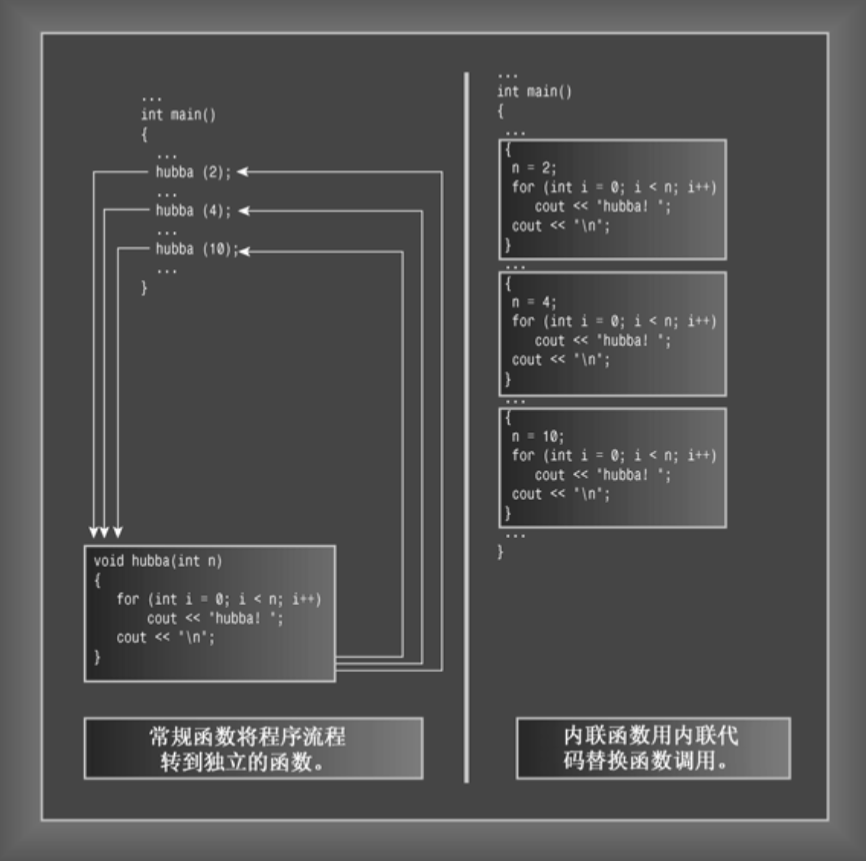 ...
int main()
{
...
hubba (2);
...
hubba (4);
...
hubba (10);
...
}
void hubba(int n)
{
for (int i = 0; i < n; i++)
cout << "hubba! ";
cout << "\n";
}
常规函数将程序流程
转到独立的函数。
...
int main()
{
...
{
n = 2;
for (int i = 0; i < n; i++)
cout << "hubba! ";
cout << "\n";
}
...
{
n = 4;
for (int i = 0; i < n; i++)
cout << "hubba! ";
cout << "\n";
}
...
{
n = 10;
for (int i = 0; i < n; i++)
cout << "hubba! ";
cout << "\n";
}
...
}
内联函数用内联代
码替换函数调用。